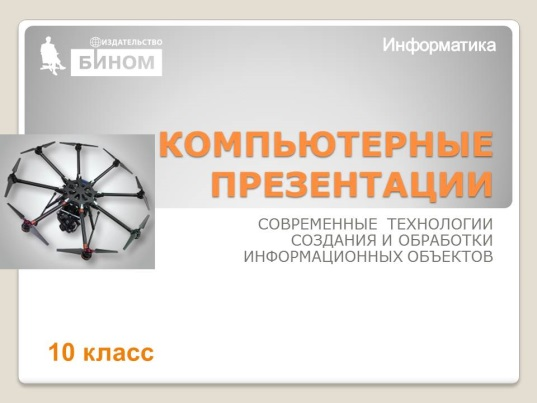 ИЗДАТЕЛЬСТВО
БИНОМ
Информатика
КОМПЬЮТЕРНЫЕ
ПРЕЗЕНТАЦИИ
СОВРЕМЕННЫЕ ТЕХНОЛОГИИ
СОЗДАНИЯ И ОБРАБОТКИ
ИНФОРМАЦИОННЫХ ОБЪЕКТОВ
10 класс